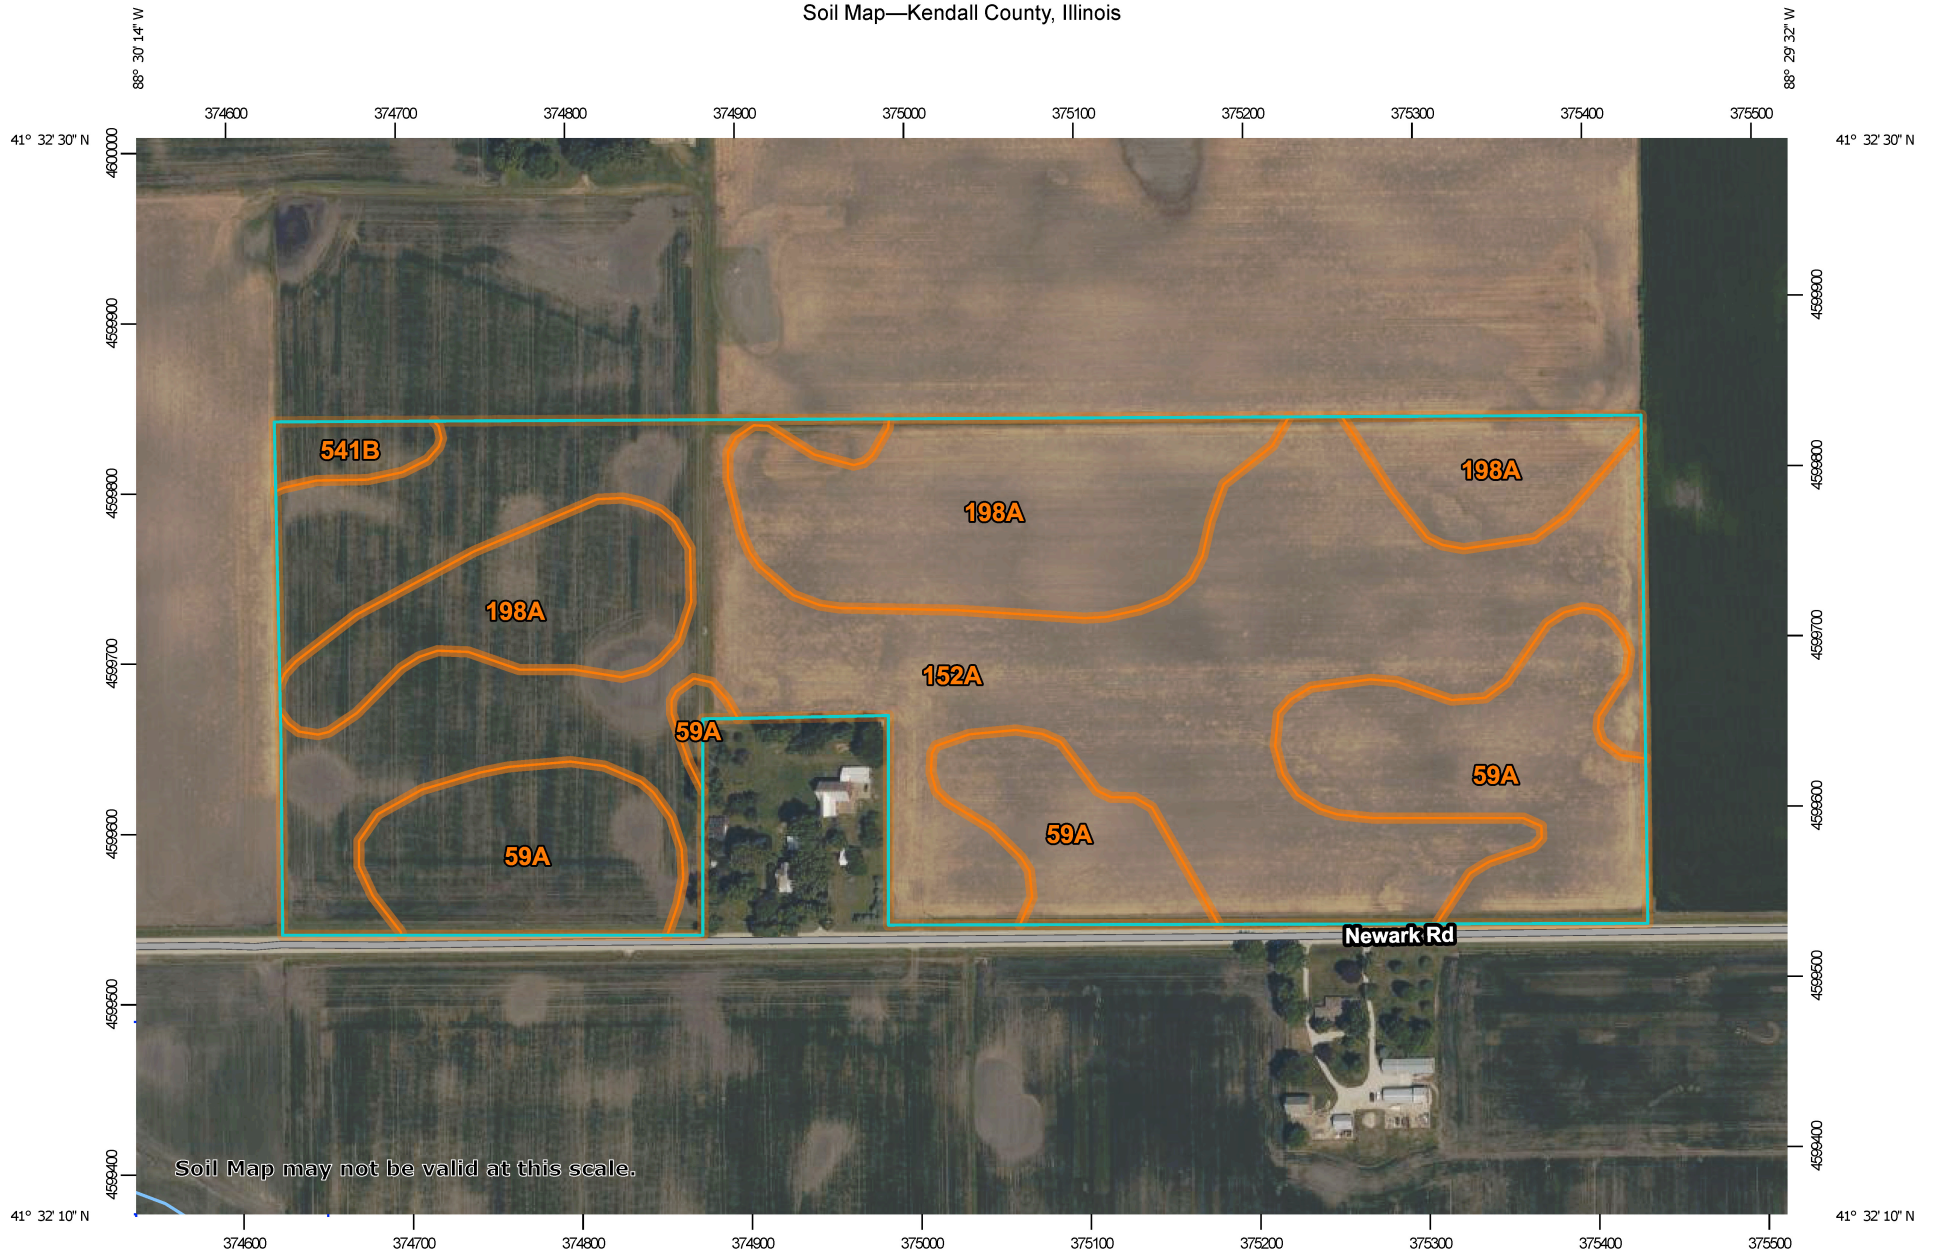 Soil Map—Kendall County, Illinois
88° 30' 14'' W
88° 29' 32'' W
374600 374700 374800 374900 375000 375100 375200 375300 375400 375500
41° 32' 30'' N
41° 32' 30'' N
4600000
4599900
4599900
541B
198A
198A
4599800
4599800
198A
152A
4599700
4599700
59A
59A
59A
59A
4599600
4599600
Newark Rd
4599500
4599500
4599400
4599400
Soil Map may not be valid at this scale.
41° 32' 10'' N
41° 32' 10'' N
374600 374700 374800 374900 375000 375100 375200 375300 375400 375500